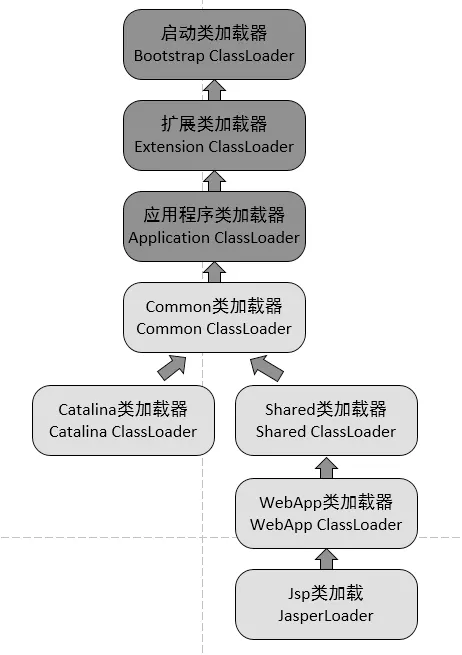 启动类加载器
Bootstrap ClassLoader
扩展类加载器
Extension ClassLoader
应用程序类加载器
Application ClassLoader
Common类加载器
Common ClassLoader
Catalina类加载器
Catalina ClassLoader
Shared类加载器
Shared ClassLoader
WebApp类加载器
WebApp ClassLoader
Jsp类加载
JasperLoader